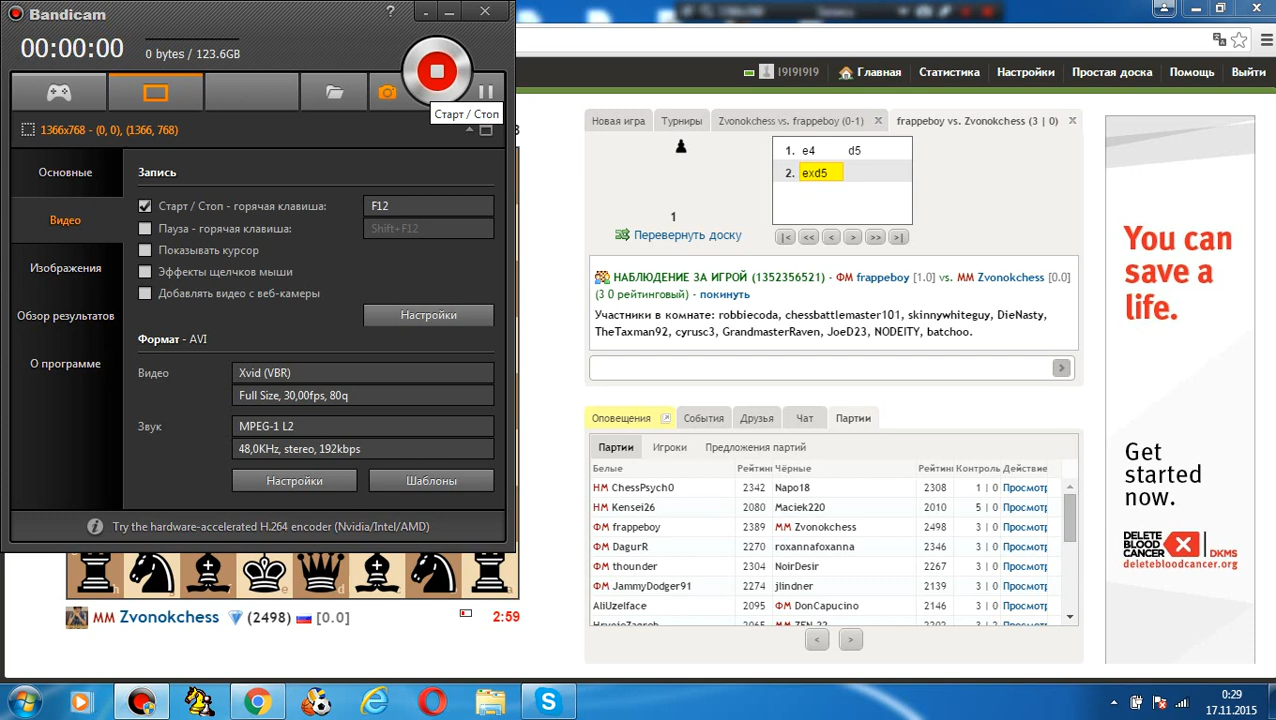 Bandicam
?
00:00:00
0 bytes / 123.6GB
Старт / Стоп
1366x768 - (0, 0), (1366, 768)
Основные
Видео
Изображения
Обзор результатов
О программе
Запись
Старт / Стоп - горячая клавиша:
F12
Пауза - горячая клавиша:
Shift+F12
Показывать курсор
Эффекты щелчков мыши
Добавлять видео с веб-камеры
Настройки
Формат - AVI
Видео
Xvid (VBR)
Full Size, 30,00fps, 80q
Звук
MPEG-1 L2
48,0KHz, stereo, 192kbps
Настройки
Шаблоны
Try the hardware-accelerated H.264 encoder (Nvidia/Intel/AMD)
3
ММ Zvonokchess (2498) [0.0]
2:59
Главная Статистика Настройки Простая доска Помощь Выйти
Новая игра Турниры Zvonokchess vs. frappeboy (0-1) frappeboy vs. Zvonokchess (3 | 0)
1. e4 d5
2. exd5
1
Перевернуть доску
|< << < > >> >|
НАБЛЮДЕНИЕ ЗА ИГРОЙ (1352356521) - ФМ frappeboy [1.0] vs. ММ Zvonokchess [0.0]
(3 0 рейтинговый) - покинуть
Участники в комнате: robbiecoda, chessbattlemaster101, skinnywhiteguy, DieNasty,
TheTaxman92, cyrusc3, GrandmasterRaven, JoeD23, NODEITY, batchoo.
Оповещения События Друзья Чат Партии
Партии Игроки Предложения партий
Белые Рейтин Чёрные Рейтин Контроль Действие
НМ ChessPsych0 2342 Napo18 2308 1 | 0 Просмотр
НМ Kensei26 2080 Maciek220 2010 5 | 0 Просмотр
ФМ frappeboy 2389 ММ Zvonokchess 2498 3 | 0 Просмотр
ФМ DagurR 2270 roxannafoxanna 2346 3 | 0 Просмотр
ФМ thounder 2304 NoirDesir 2267 3 | 0 Просмотр
ФМ JammyDodger91 2274 jlindner 2139 3 | 0 Просмотр
AliUzelface 2095 ФМ DonCapucino 2146 3 | 0 Просмотр
< >
You can
save a
life.
Get
started
now.
DELETE
BLOOD
CANCER
DKMS
deletebloodcancer.org
0:29
17.11.2015